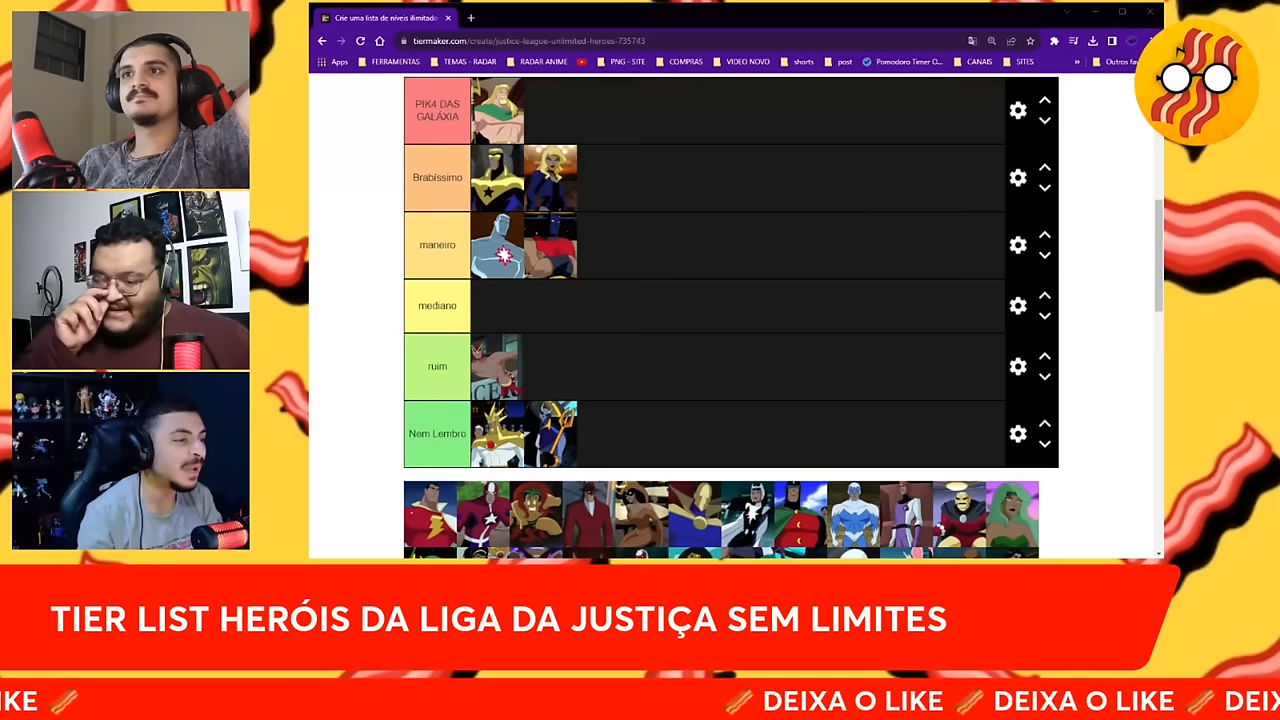 Crie uma lista de níveis ilimitado
tiermaker.com/create/justice-league-unlimited-heroes-735743
Apps FERRAMENTAS TEMAS - RADAR RADAR ANIME PNG - SITE COMPRAS VIDEO NOVO shorts post Pomodoro Timer O... CANAIS SITES » Outros fav
PIK4 DAS
GALÁXIA
Brabíssimo
maneiro
mediano
ruim
Nem Lembro
TIER LIST HERÓIS DA LIGA DA JUSTIÇA SEM LIMITES
IKE DEIXA O LIKE DEIXA O LIKE DEIX